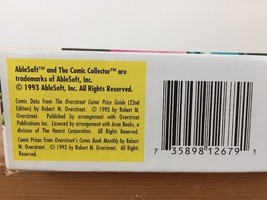 AbleSoft™ and The Comic Collector™ are
trademarks of AbleSoft, Inc.
© 1993 AbleSoft, Inc. All Rights Reserved.
Comic Data from The Overstreet Comic Price Guide (23rd
Edition) by Robert M. Overstreet. © 1993 by Robert M.
Overstreet. Published by arrangement with Overstreet
Publications Inc. Licensed by Arrangement with Avon Books, a
division of The Hearst Corporation. All Rights Reserved.
Comic Prices from Overstreet's Comic Book Monthly by Robert
M. Overstreet. © 1993 by Robert M. Overstreet. All Rights
Reserved.
7 35898 12679 1